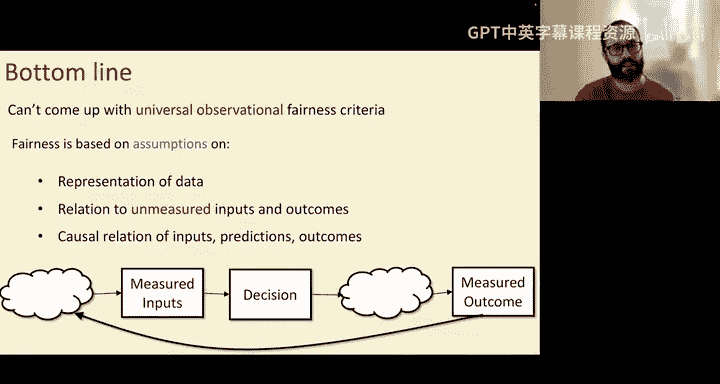 GPT中英字幕课程资源
Bottom line
Can't come up with universal observational fairness criteria
Fairness is based on assumptions on:
• Representation of data
• Relation to unmeasured inputs and outcomes
• Causal relation of inputs, predictions, outcomes
Measured
Inputs
Decision
Measured
Outcome